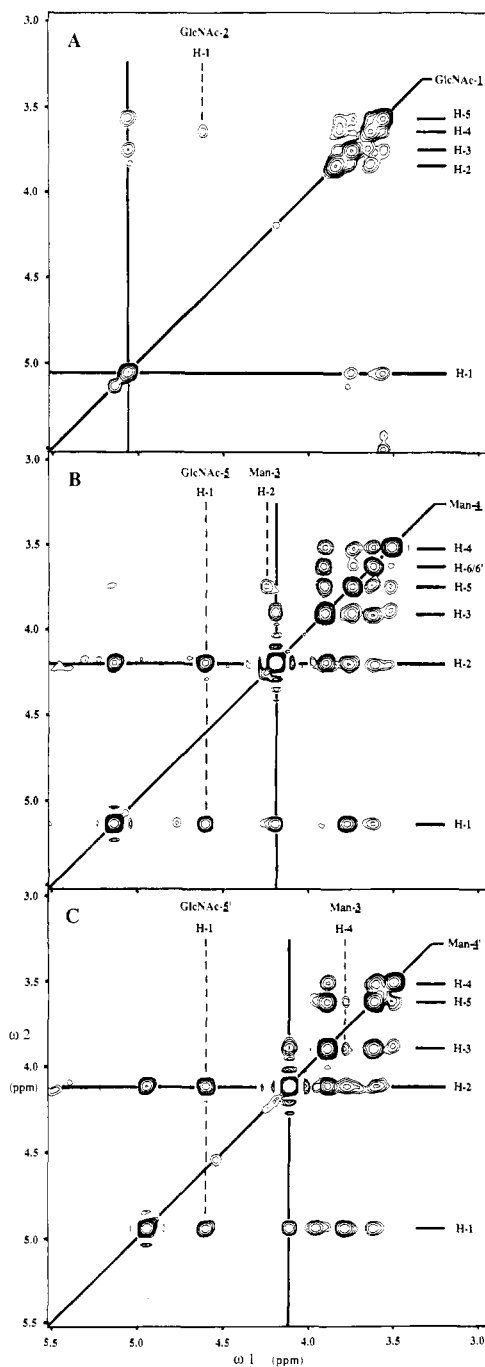 A
GlcNAc-2
H-1
GlcNAc-1
3.0
3.5
H-5
H-4
H-3
H-2
4.0
4.5
5.0
H-1
3.0
B
GlcNAc-5
Man-3
H-1
H-2
Man-4
3.5
H-4
H-6/6'
H-5
H-3
4.0
H-2
4.5
5.0
H-1
3.0
C
GlcNAc-5'
Man-3
H-1
H-4
Man-4'
3.5
H-4
H-5
ω2
H-3
4.0
(ppm)
H-2
4.5
5.0
H-1
5.5
5.5 5.0 4.5 4.0 3.5 3.0
ω1 (ppm)